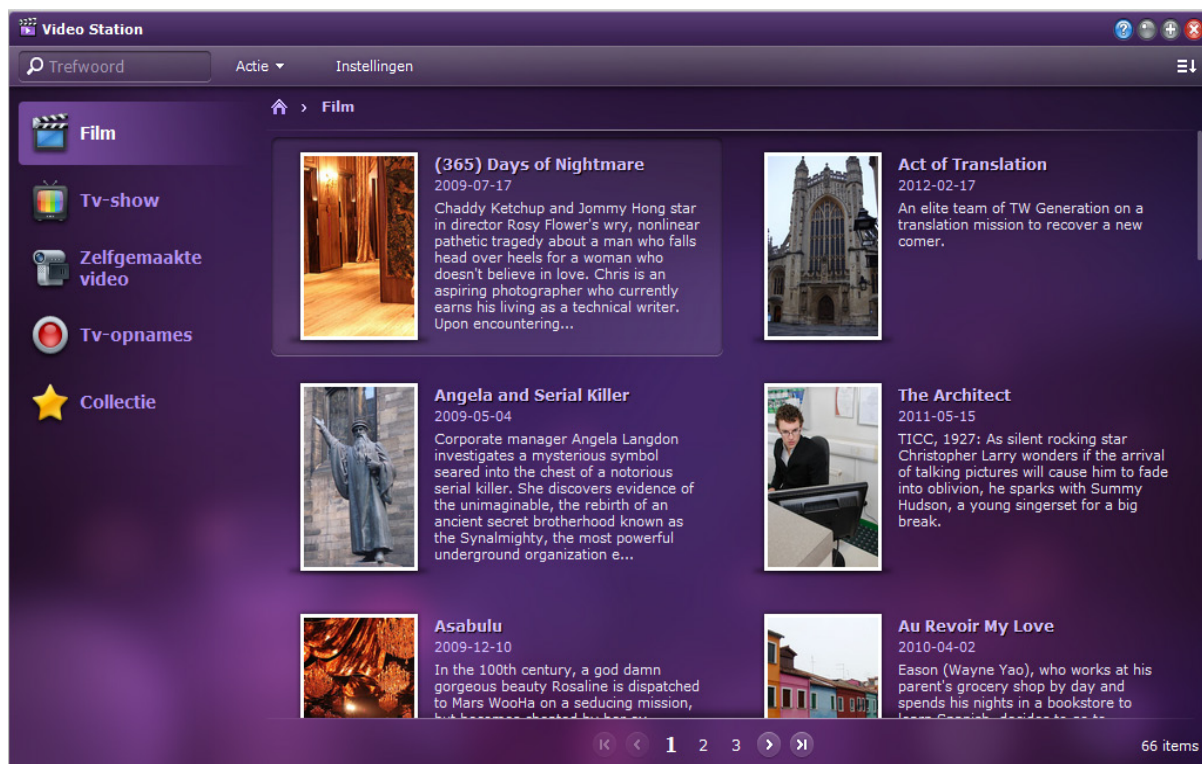 Video Station
Trefwoord
Actie
Instellingen
Film
Tv-show
Zelfgemaakte
video
Tv-opnames
Collectie
Film
(365) Days of Nightmare
2009-07-17
Chaddy Ketchup and Jommy Hong star
in director Rosy Flower's wry, nonlinear
pathetic tragedy about a man who falls
head over heels for a woman who
doesn't believe in love. Chris is an
aspiring photographer who currently
earns his living as a technical writer.
Upon encountering...
Act of Translation
2012-02-17
An elite team of TW Generation on a
translation mission to recover a new
comer.
Angela and Serial Killer
2009-05-04
Corporate manager Angela Langdon
investigates a mysterious symbol
seared into the chest of a notorious
serial killer. She discovers evidence of
the unimaginable, the rebirth of an
ancient secret brotherhood known as
the Synalmighty, the most powerful
underground organization e...
The Architect
2011-05-15
TICC, 1927: As silent rocking star
Christopher Larry wonders if the arrival
of talking pictures will cause him to fade
into oblivion, he sparks with Summy
Hudson, a young singerset for a big
break.
Asabulu
2009-12-10
In the 100th century, a god damn
gorgeous beauty Rosaline is dispatched
to Mars WooHa on a seducing mission,
Au Revoir My Love
2010-04-02
Eason (Wayne Yao), who works at his
parent's grocery shop by day and
spends his nights in a bookstore to
1 2 3
66 items